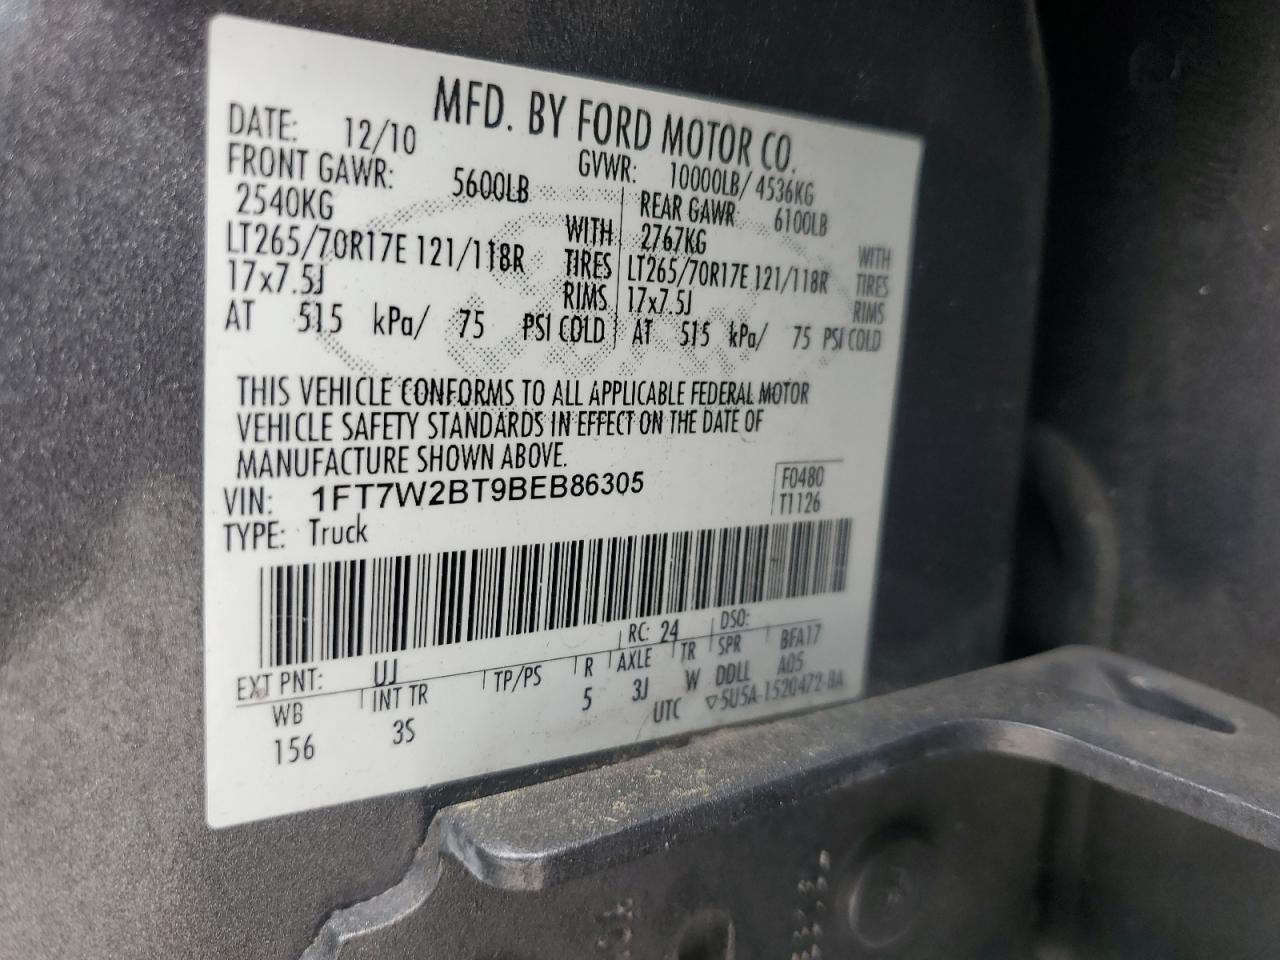 MFD. BY FORD MOTOR CO.
DATE: 12/10 GVWR: 10000LB/ 4536KG
FRONT GAWR: 5600LB REAR GAWR 6100LB
2540KG WITH 2767KG WITH
LT265/70R17E 121/118R TIRES LT265/70R17E 121/118R TIRES
17x7.5J RIMS 17x7.5J RIMS
AT 515 kPa/ 75 PSI COLD AT 515 kPa/ 75 PSI COLD
THIS VEHICLE CONFORMS TO ALL APPLICABLE FEDERAL MOTOR
VEHICLE SAFETY STANDARDS IN EFFECT ON THE DATE OF
MANUFACTURE SHOWN ABOVE.
VIN: 1FT7W2BT9BEB86305 F0480
TYPE: Truck T1126
EXT PNT: UJ RC: 24 DSO:
WB INT TR TP/PS R AXLE TR SPR BFA17
156 3S 5 3J W DDLL A05
UTC ▽5U5A-1520472-BA